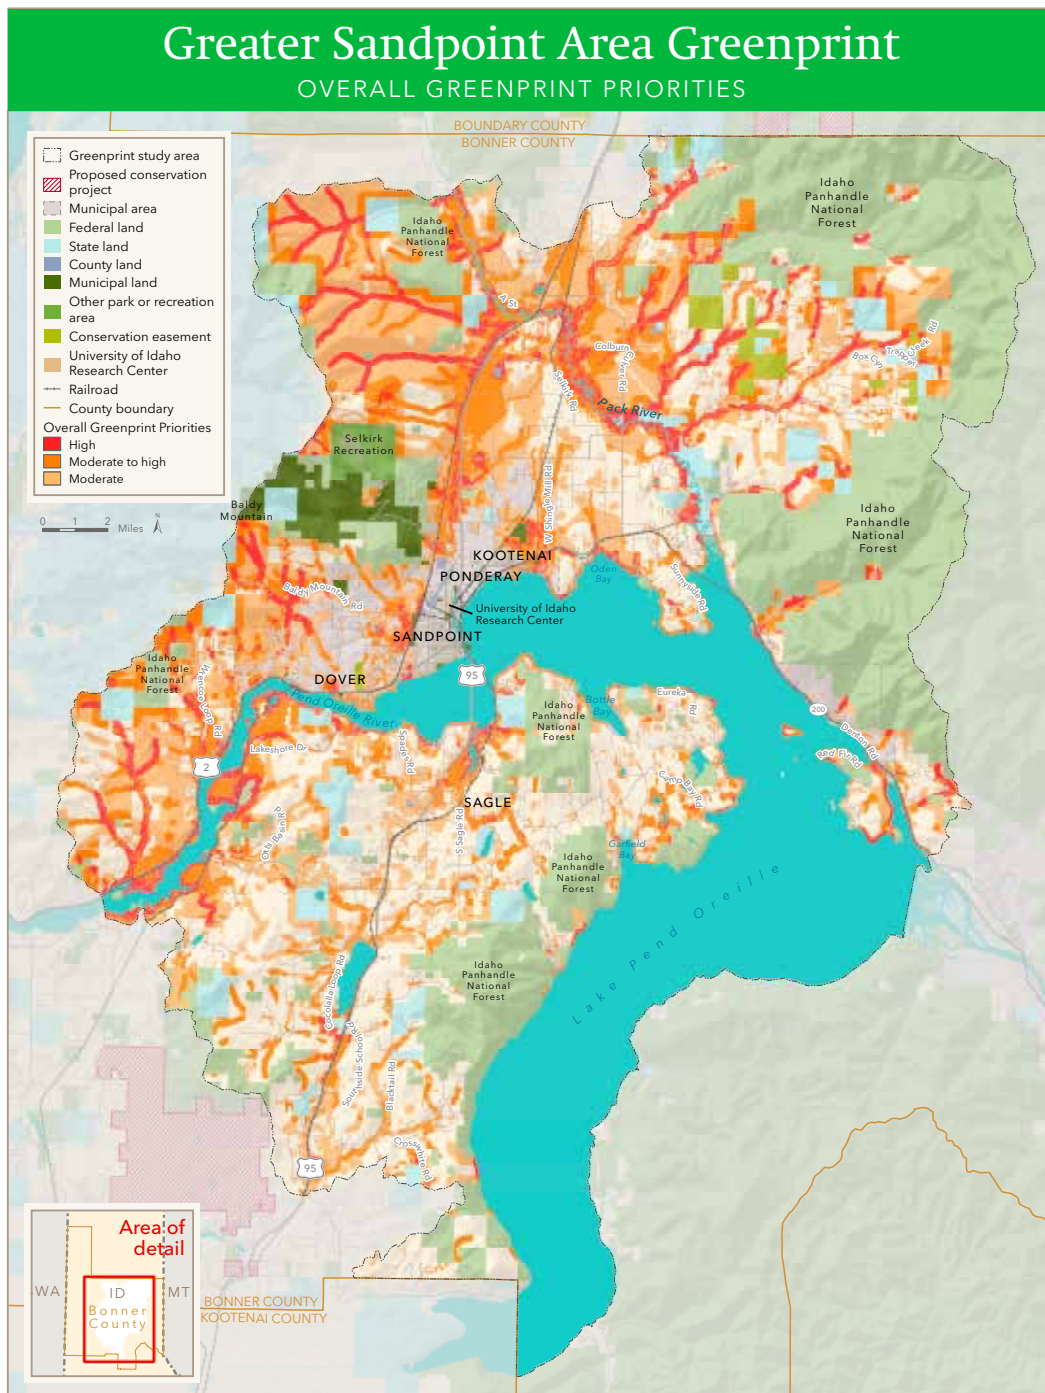 Greater Sandpoint Area Greenprint
OVERALL GREENPRINT PRIORITIES
BOUNDARY COUNTY
BONNER COUNTY
Greenprint study area
Proposed conservation
project
Municipal area
Federal land
State land
County land
Municipal land
Other park or recreation
area
Conservation easement
University of Idaho
Research Center
Railroad
County boundary
Overall Greenprint Priorities
High
Moderate to high
Moderate
0 1 2 Miles
N
Idaho
Panhandle
National
Forest
Idaho
Panhandle
National
Forest
A St
Colburn
Culver Rd
Selkirk Rd
Pack River
Box Cyn
Trapper
Creek Rd
Selkirk
Recreation
Baldy
Mountain
W Shingle Mill Rd
Idaho
Panhandle
National
Forest
KOOTENAI
PONDERAY
Oden
Bay
Sunnyside Rd
Baldy Mountain
Rd
University of Idaho
Research Center
SANDPOINT
Idaho
Panhandle
National
Forest
Wrencoe Loop Rd
DOVER
95
Pend Oreille River
Idaho
Panhandle
National
Forest
Bottle
Bay
Eureka
Rd
200
Denton Rd
Red Fir Rd
Lakeshore Dr
Spades Rd
2
Camp Bay Rd
SAGLE
S Sagle Rd
Otts Basin Rd
Garfield
Bay
Idaho
Panhandle
National
Forest
Lake Pend Oreille
Idaho
Panhandle
National
Forest
Cocolalla Loop Rd
Southside School Rd
Blacktail Rd
Crosswhite Rd
95
Area of
detail
WA
ID
MT
Bonner
County
BONNER COUNTY
KOOTENAI COUNTY